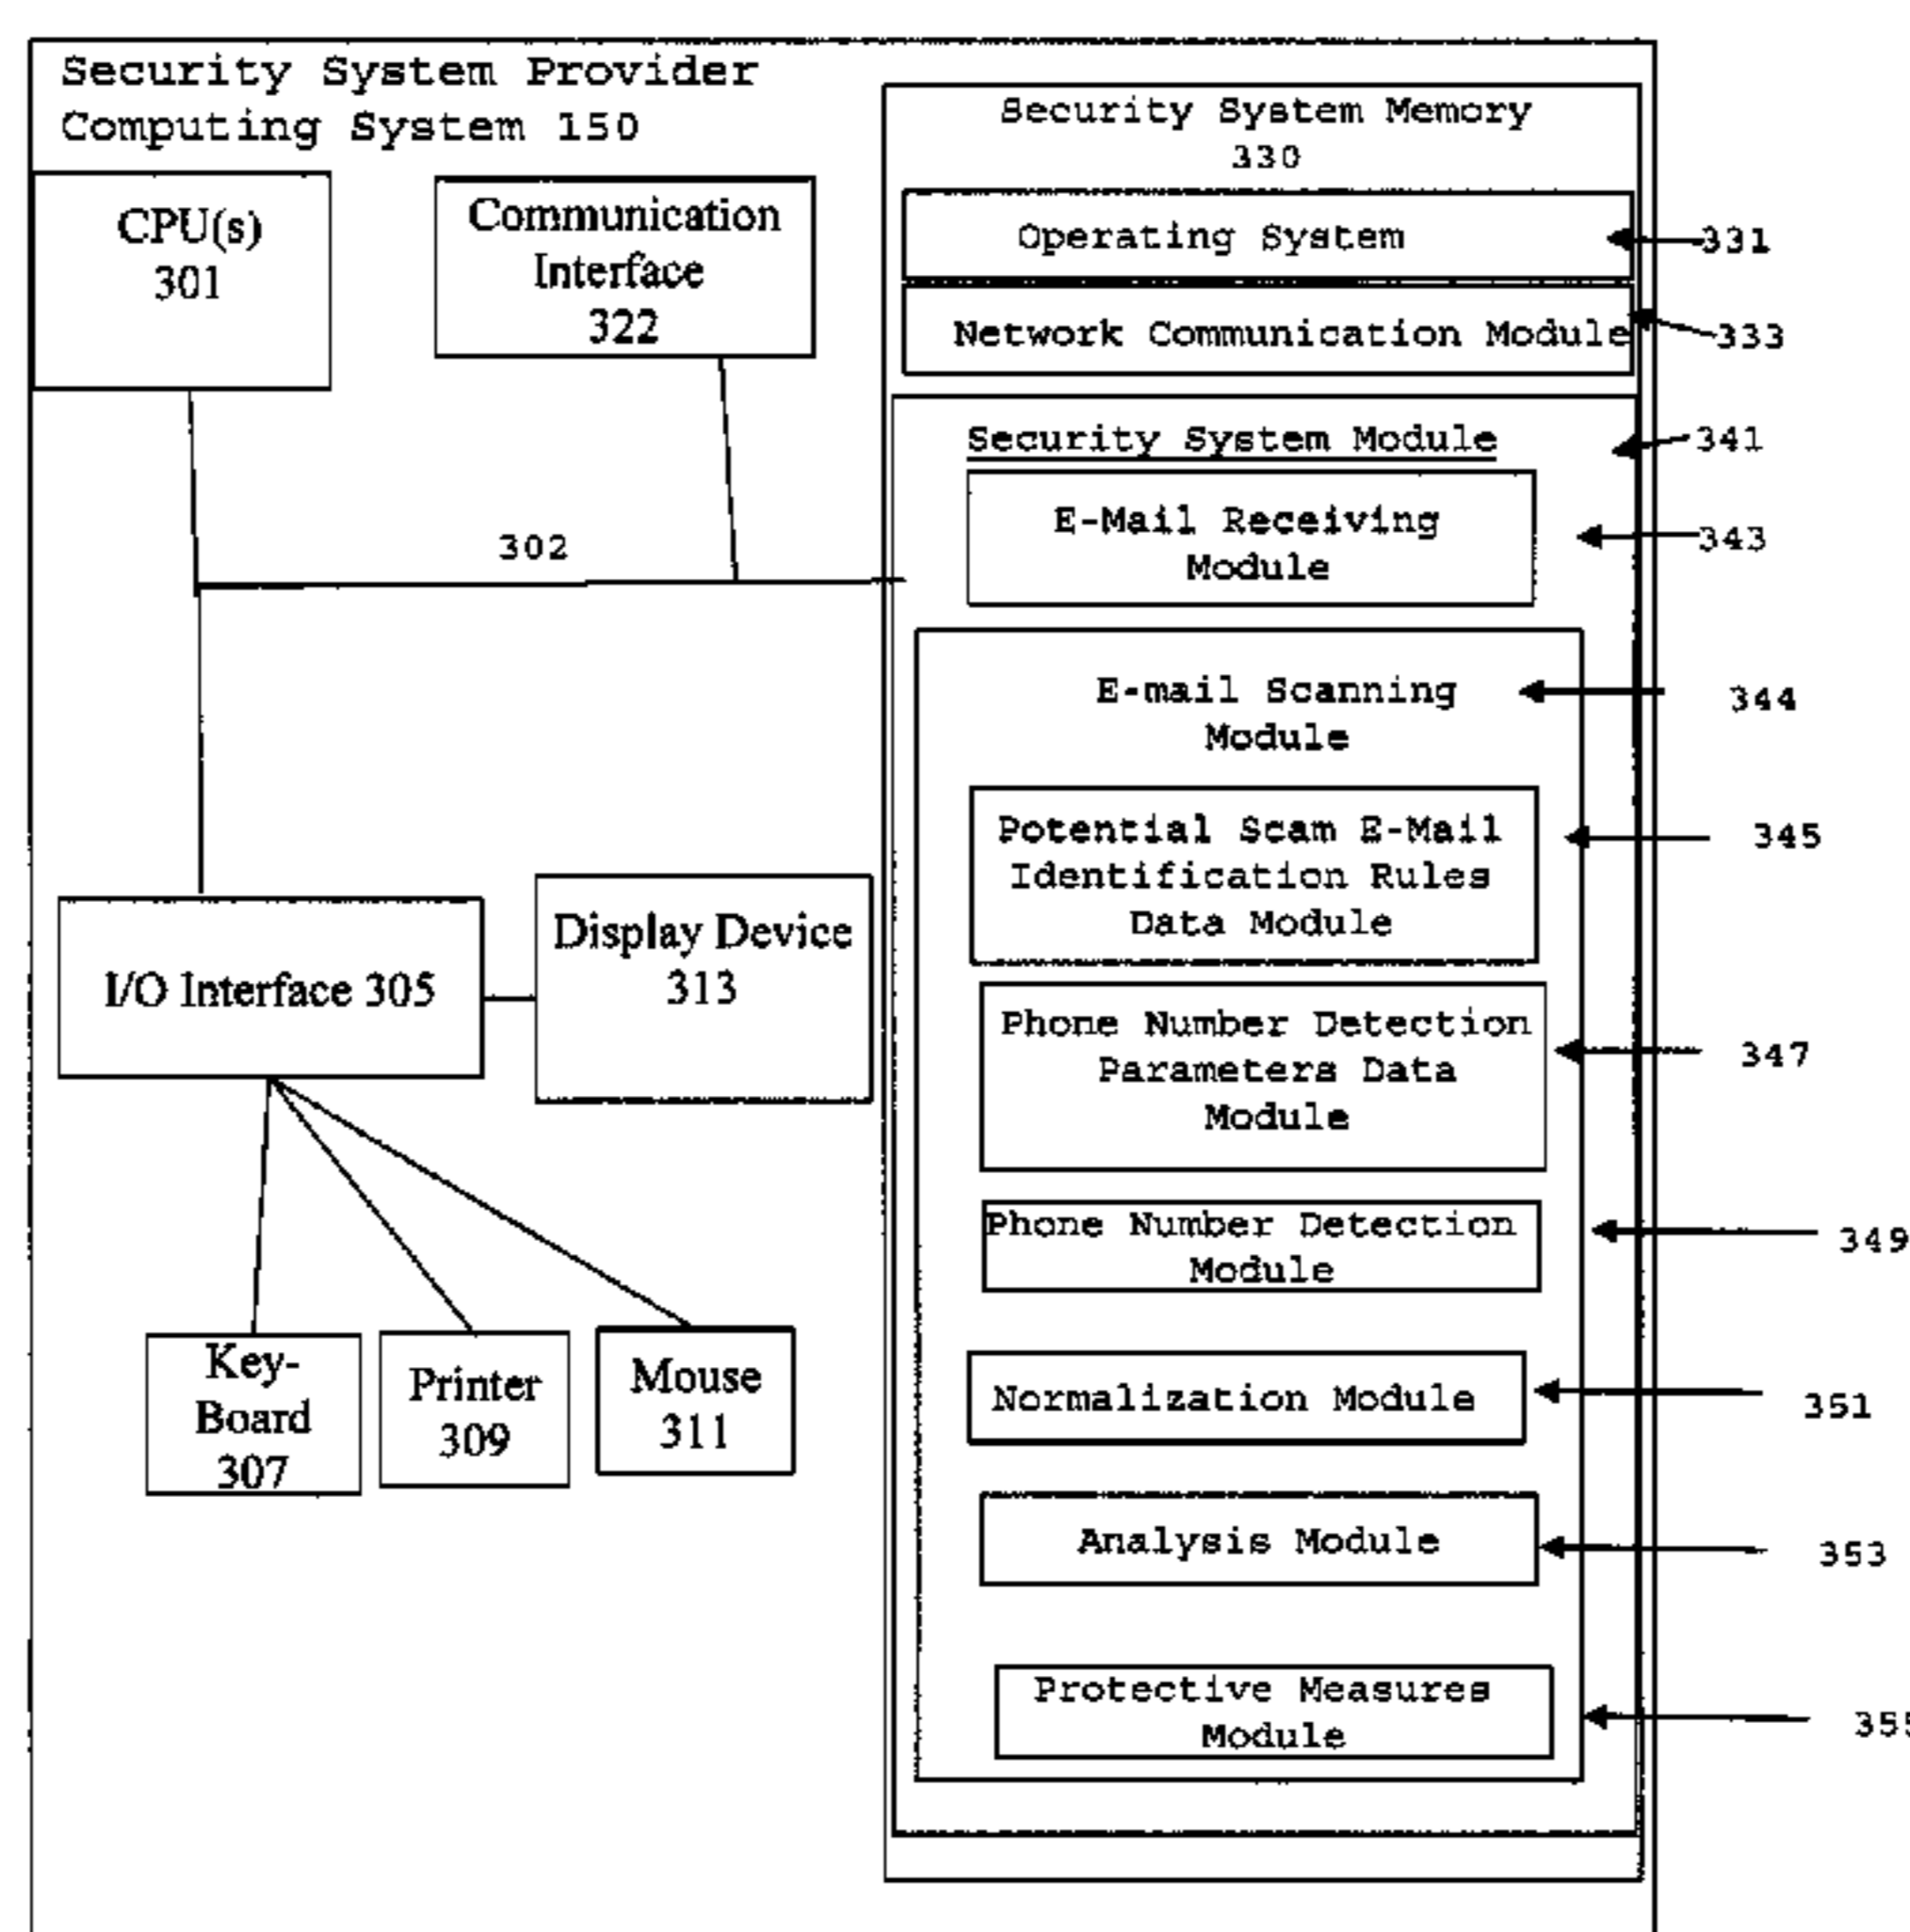 Security System Provider
Computing System 150
CPU(s)
301
Communication
Interface
322
302
I/O Interface 305
Display Device
313
Key-
Board
307
Printer
309
Mouse
311
Security System Memory
330
Operating System
331
Network Communication Module
333
Security System Module
341
E-Mail Receiving
Module
343
E-mail Scanning
Module
344
Potential Scam E-Mail
Identification Rules
Data Module
345
Phone Number Detection
Parameters Data
Module
347
Phone Number Detection
Module
349
Normalization Module
351
Analysis Module
353
Protective Measures
Module
355